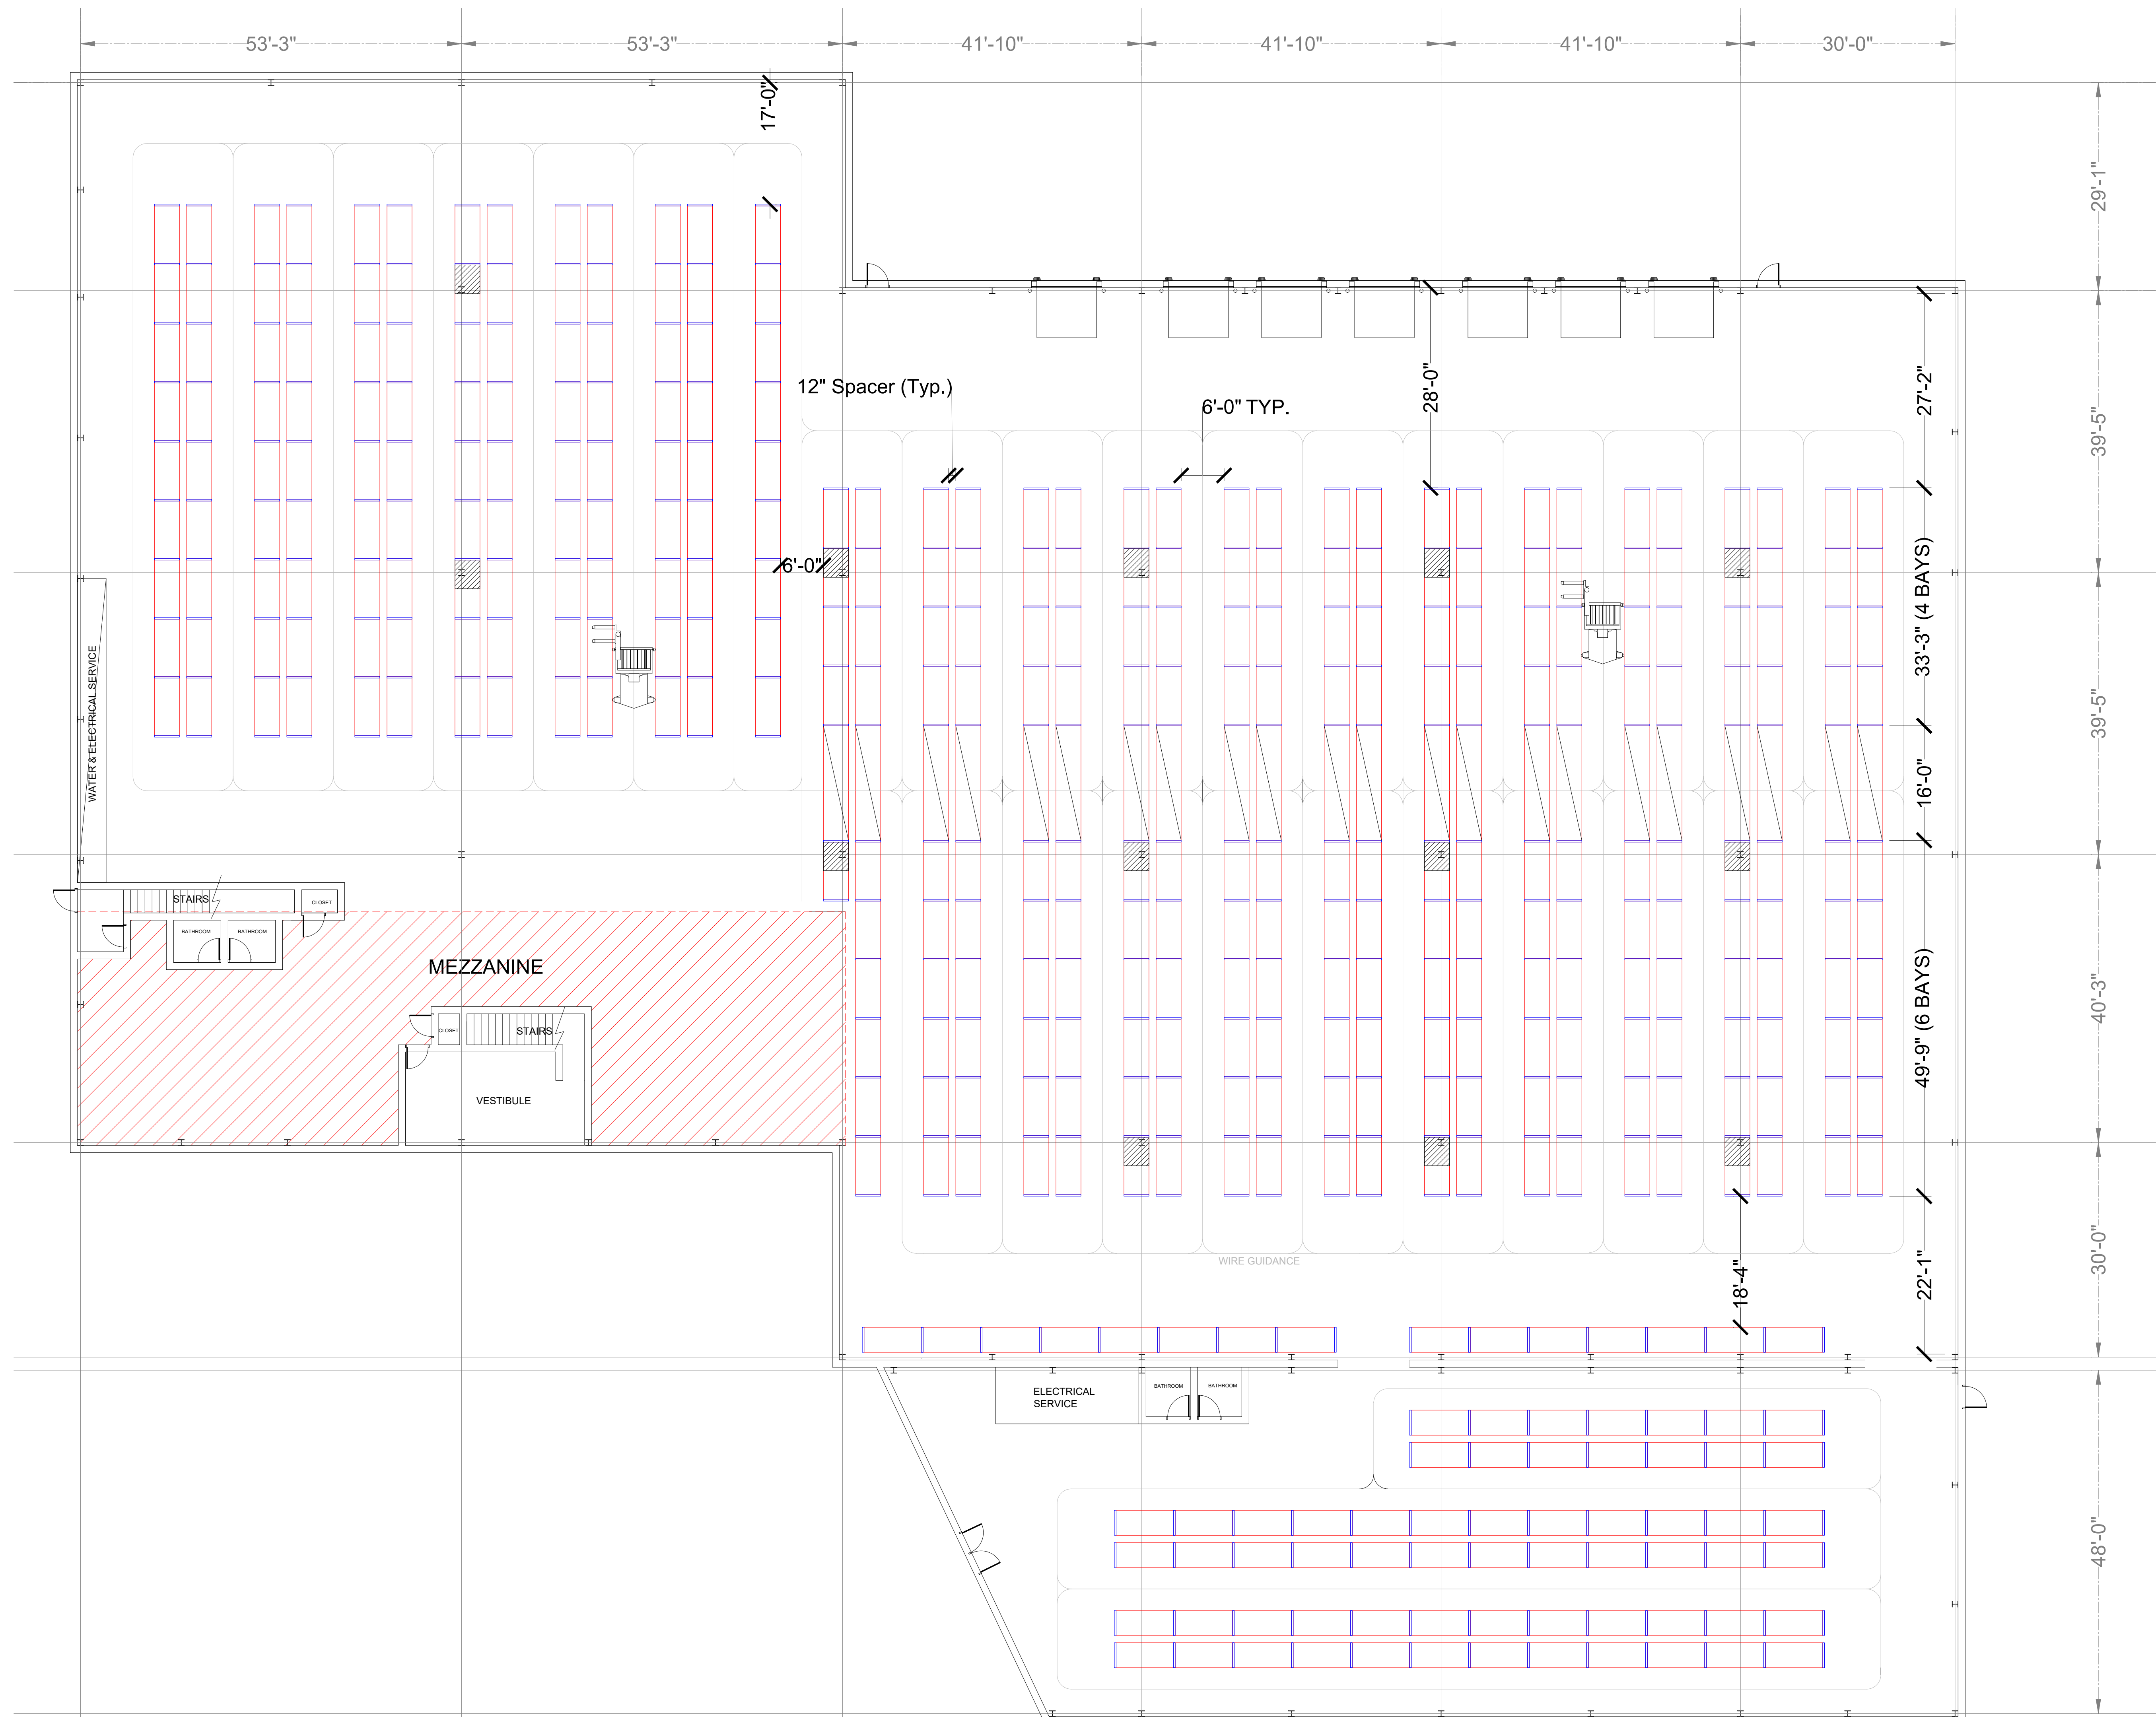 53'-3"
53'-3"
41'-10"
41'-10"
41'-10"
30'-0"
17'-0"
29'-1"
12" Spacer (Typ.)
6'-0" TYP.
28'-0"
27'-2"
39'-5"
6'-0"
33'-3" (4 BAYS)
WATER & ELECTRICAL SERVICE
39'-5"
16'-0"
STAIRS
CLOSET
BATHROOM
BATHROOM
MEZZANINE
CLOSET
STAIRS
VESTIBULE
49'-9" (6 BAYS)
40'-3"
WIRE GUIDANCE
18'-4"
22'-1"
30'-0"
ELECTRICAL
SERVICE
BATHROOM
BATHROOM
48'-0"